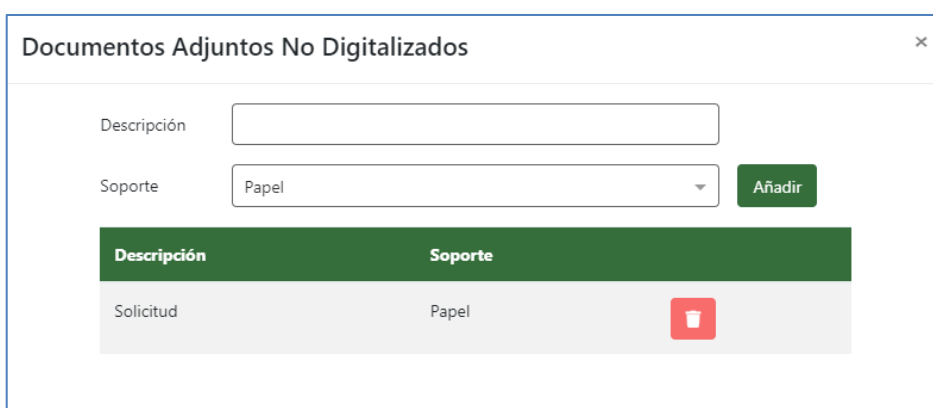 Documentos Adjuntos No Digitalizados ×
Descripción
Soporte Papel Añadir
Descripción Soporte
Solicitud Papel